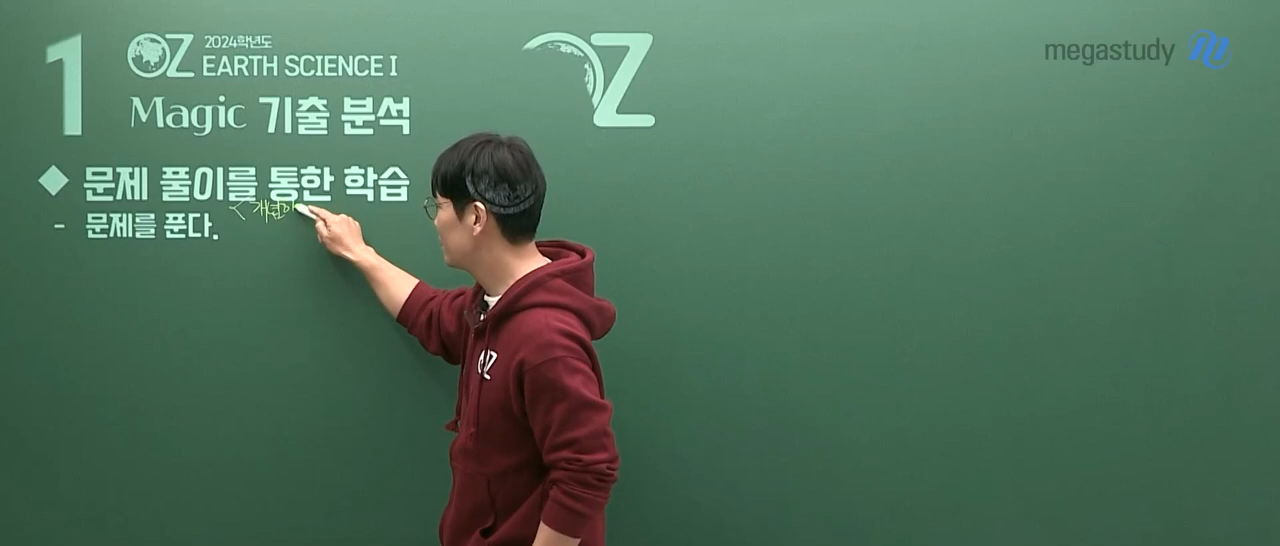 1
OZ 2024학년도
EARTH SCIENCE I
Magic 기출 분석
◆ 문제 풀이를 통한 학습
- 문제를 푼다.
< 개념이
OZ
megastudy m
OZ